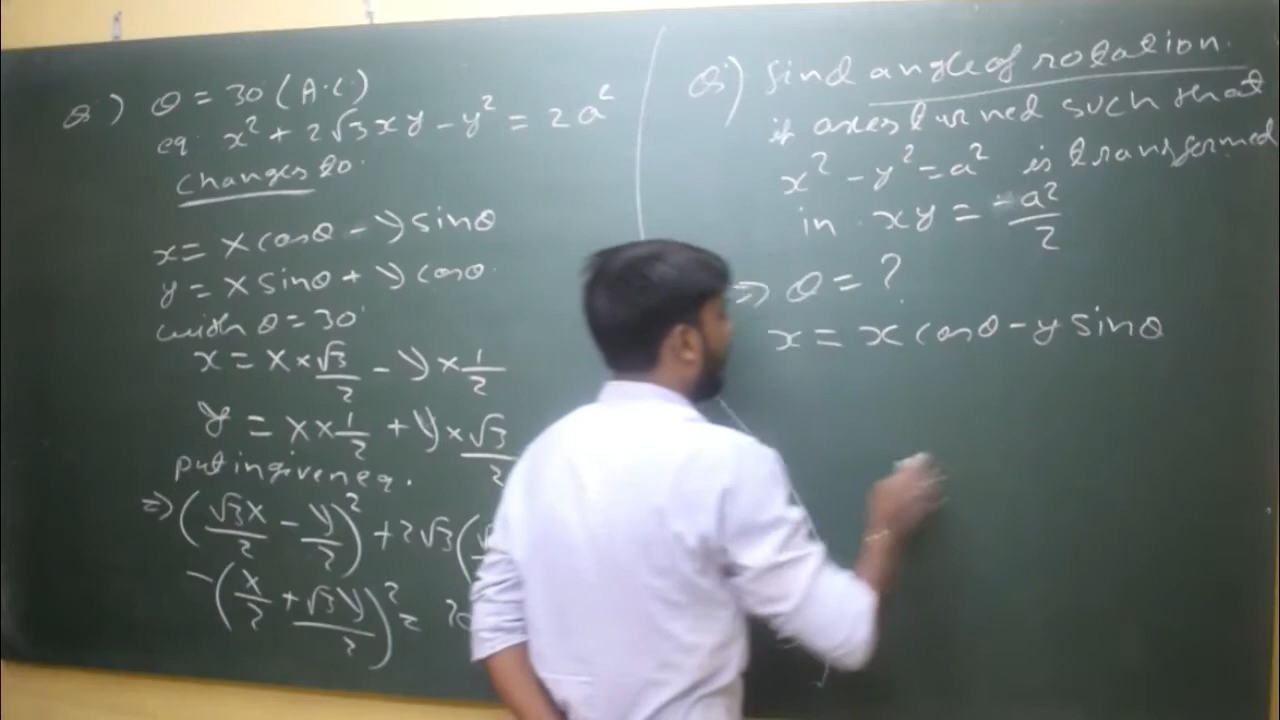 Q.) θ = 30 (A.C)
eq. x² + 2√3xy - y² = 2a²
Changes to.
x = X cosθ - Y sinθ
y = X sinθ + Y cosθ.
with θ = 30
x = X × √3/2 - Y × 1/2
y = X × 1/2 + Y × √3/2
put in given eq.
⇒ (√3X/2 - Y/2)² + 2√3(
- (X/2 + √3Y/2)² =
Q.) find angle of rotation.
if axes turned such that
x² - y² = a² is transformed
in xy = -a²/2
⇒ θ = ?
x = x cosθ - y sinθ